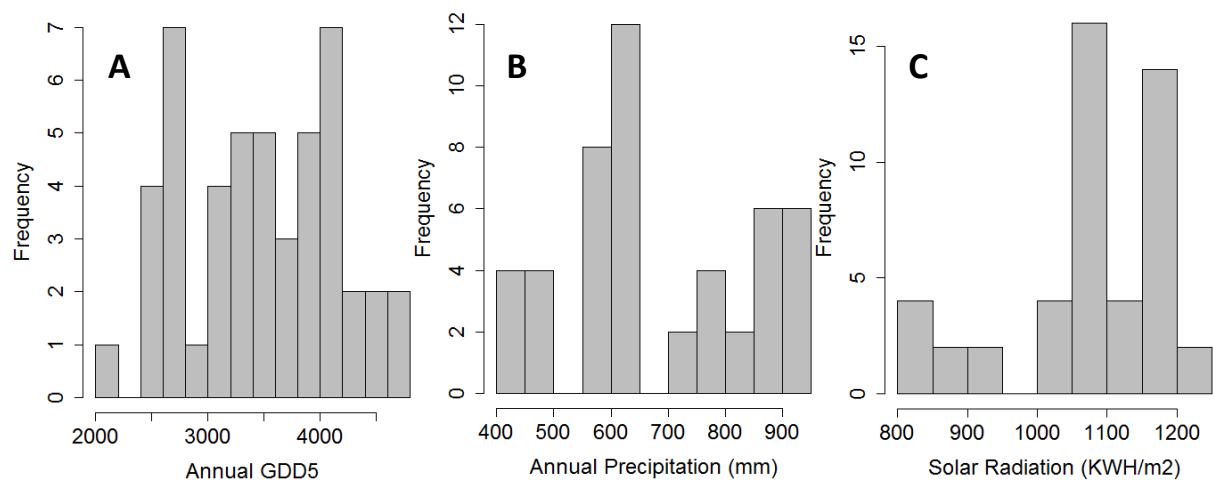 A
Frequency
7
6
5
4
3
2
1
0
2000 3000 4000
Annual GDD5
B
Frequency
12
10
8
6
4
2
0
400 500 600 700 800 900
Annual Precipitation (mm)
C
Frequency
15
10
5
0
800 900 1000 1100 1200
Solar Radiation (KWH/m2)